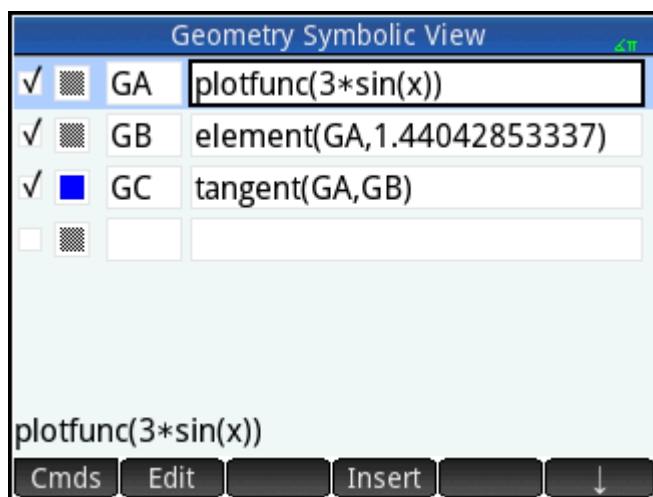 Geometry Symbolic View
∠π
√ GA plotfunc(3*sin(x))
√ GB element(GA,1.44042853337)
√ GC tangent(GA,GB)
plotfunc(3*sin(x))
Cmds Edit Insert ↓